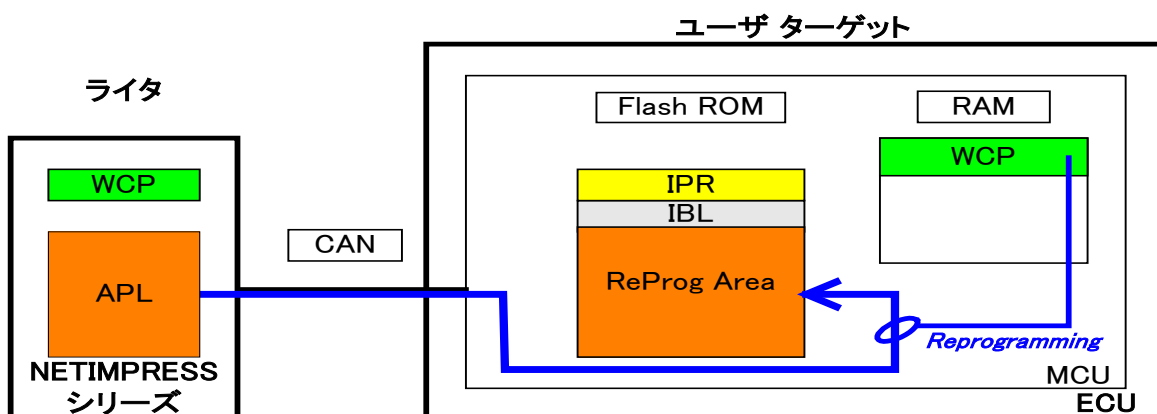 ユーザ ターゲット
ライタ
Flash ROM
RAM
WCP
WCP
IPR
IBL
CAN
APL
ReProg Area
Reprogramming
NETIMPRESS
シリーズ
MCU
ECU